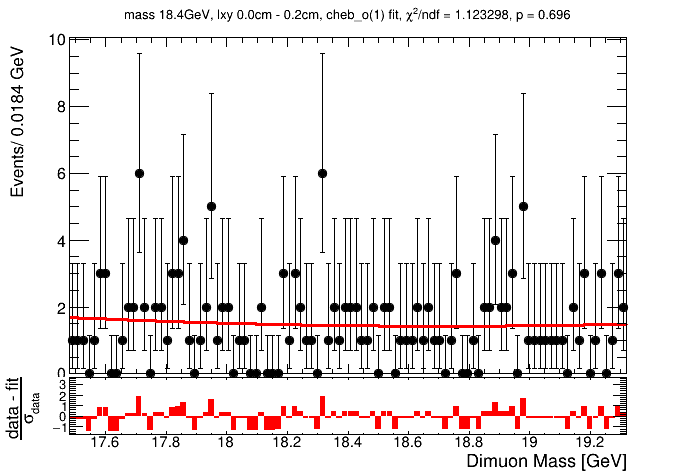 mass 18.4GeV, lxy 0.0cm - 0.2cm, cheb_o(1) fit, χ²/ndf = 1.123298, p = 0.696
Events/ 0.0184 GeV
10
8
6
4
2
0
data - fit
σdata
3
2
1
0
−1
17.6 17.8 18 18.2 18.4 18.6 18.8 19 19.2
Dimuon Mass [GeV]